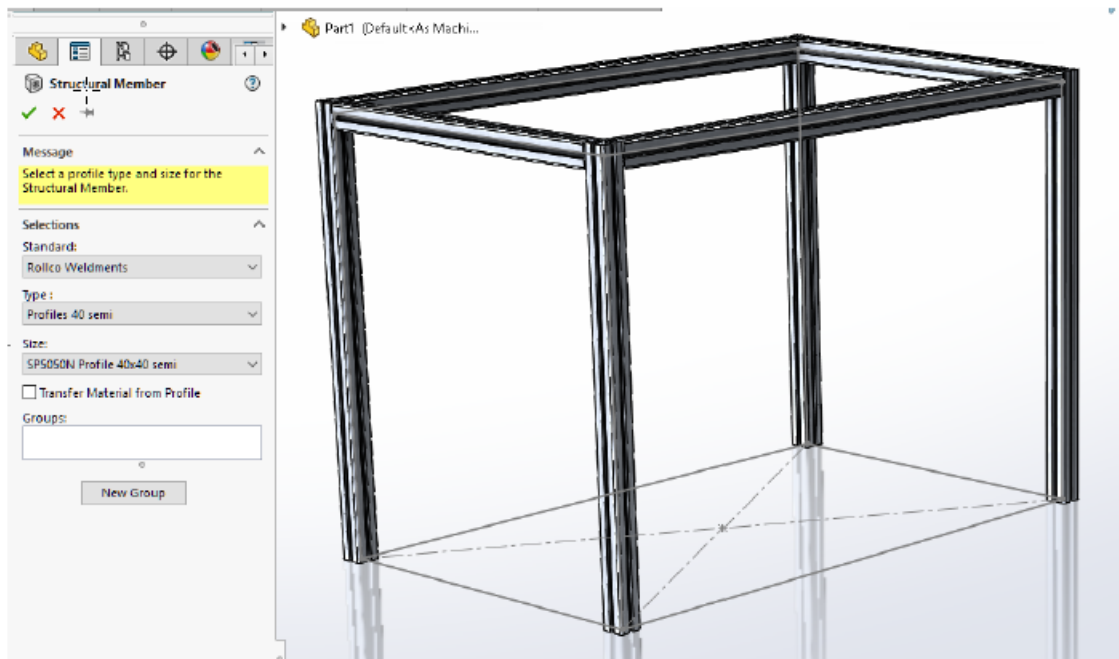 Part1 (Default<As Machi...
Structural Member
Message
Select a profile type and size for the
Structural Member.
Selections
Standard:
Rollco Weldments
Type :
Profiles 40 semi
Size:
SP5050N Profile 40x40 semi
Transfer Material from Profile
Groups:
New Group